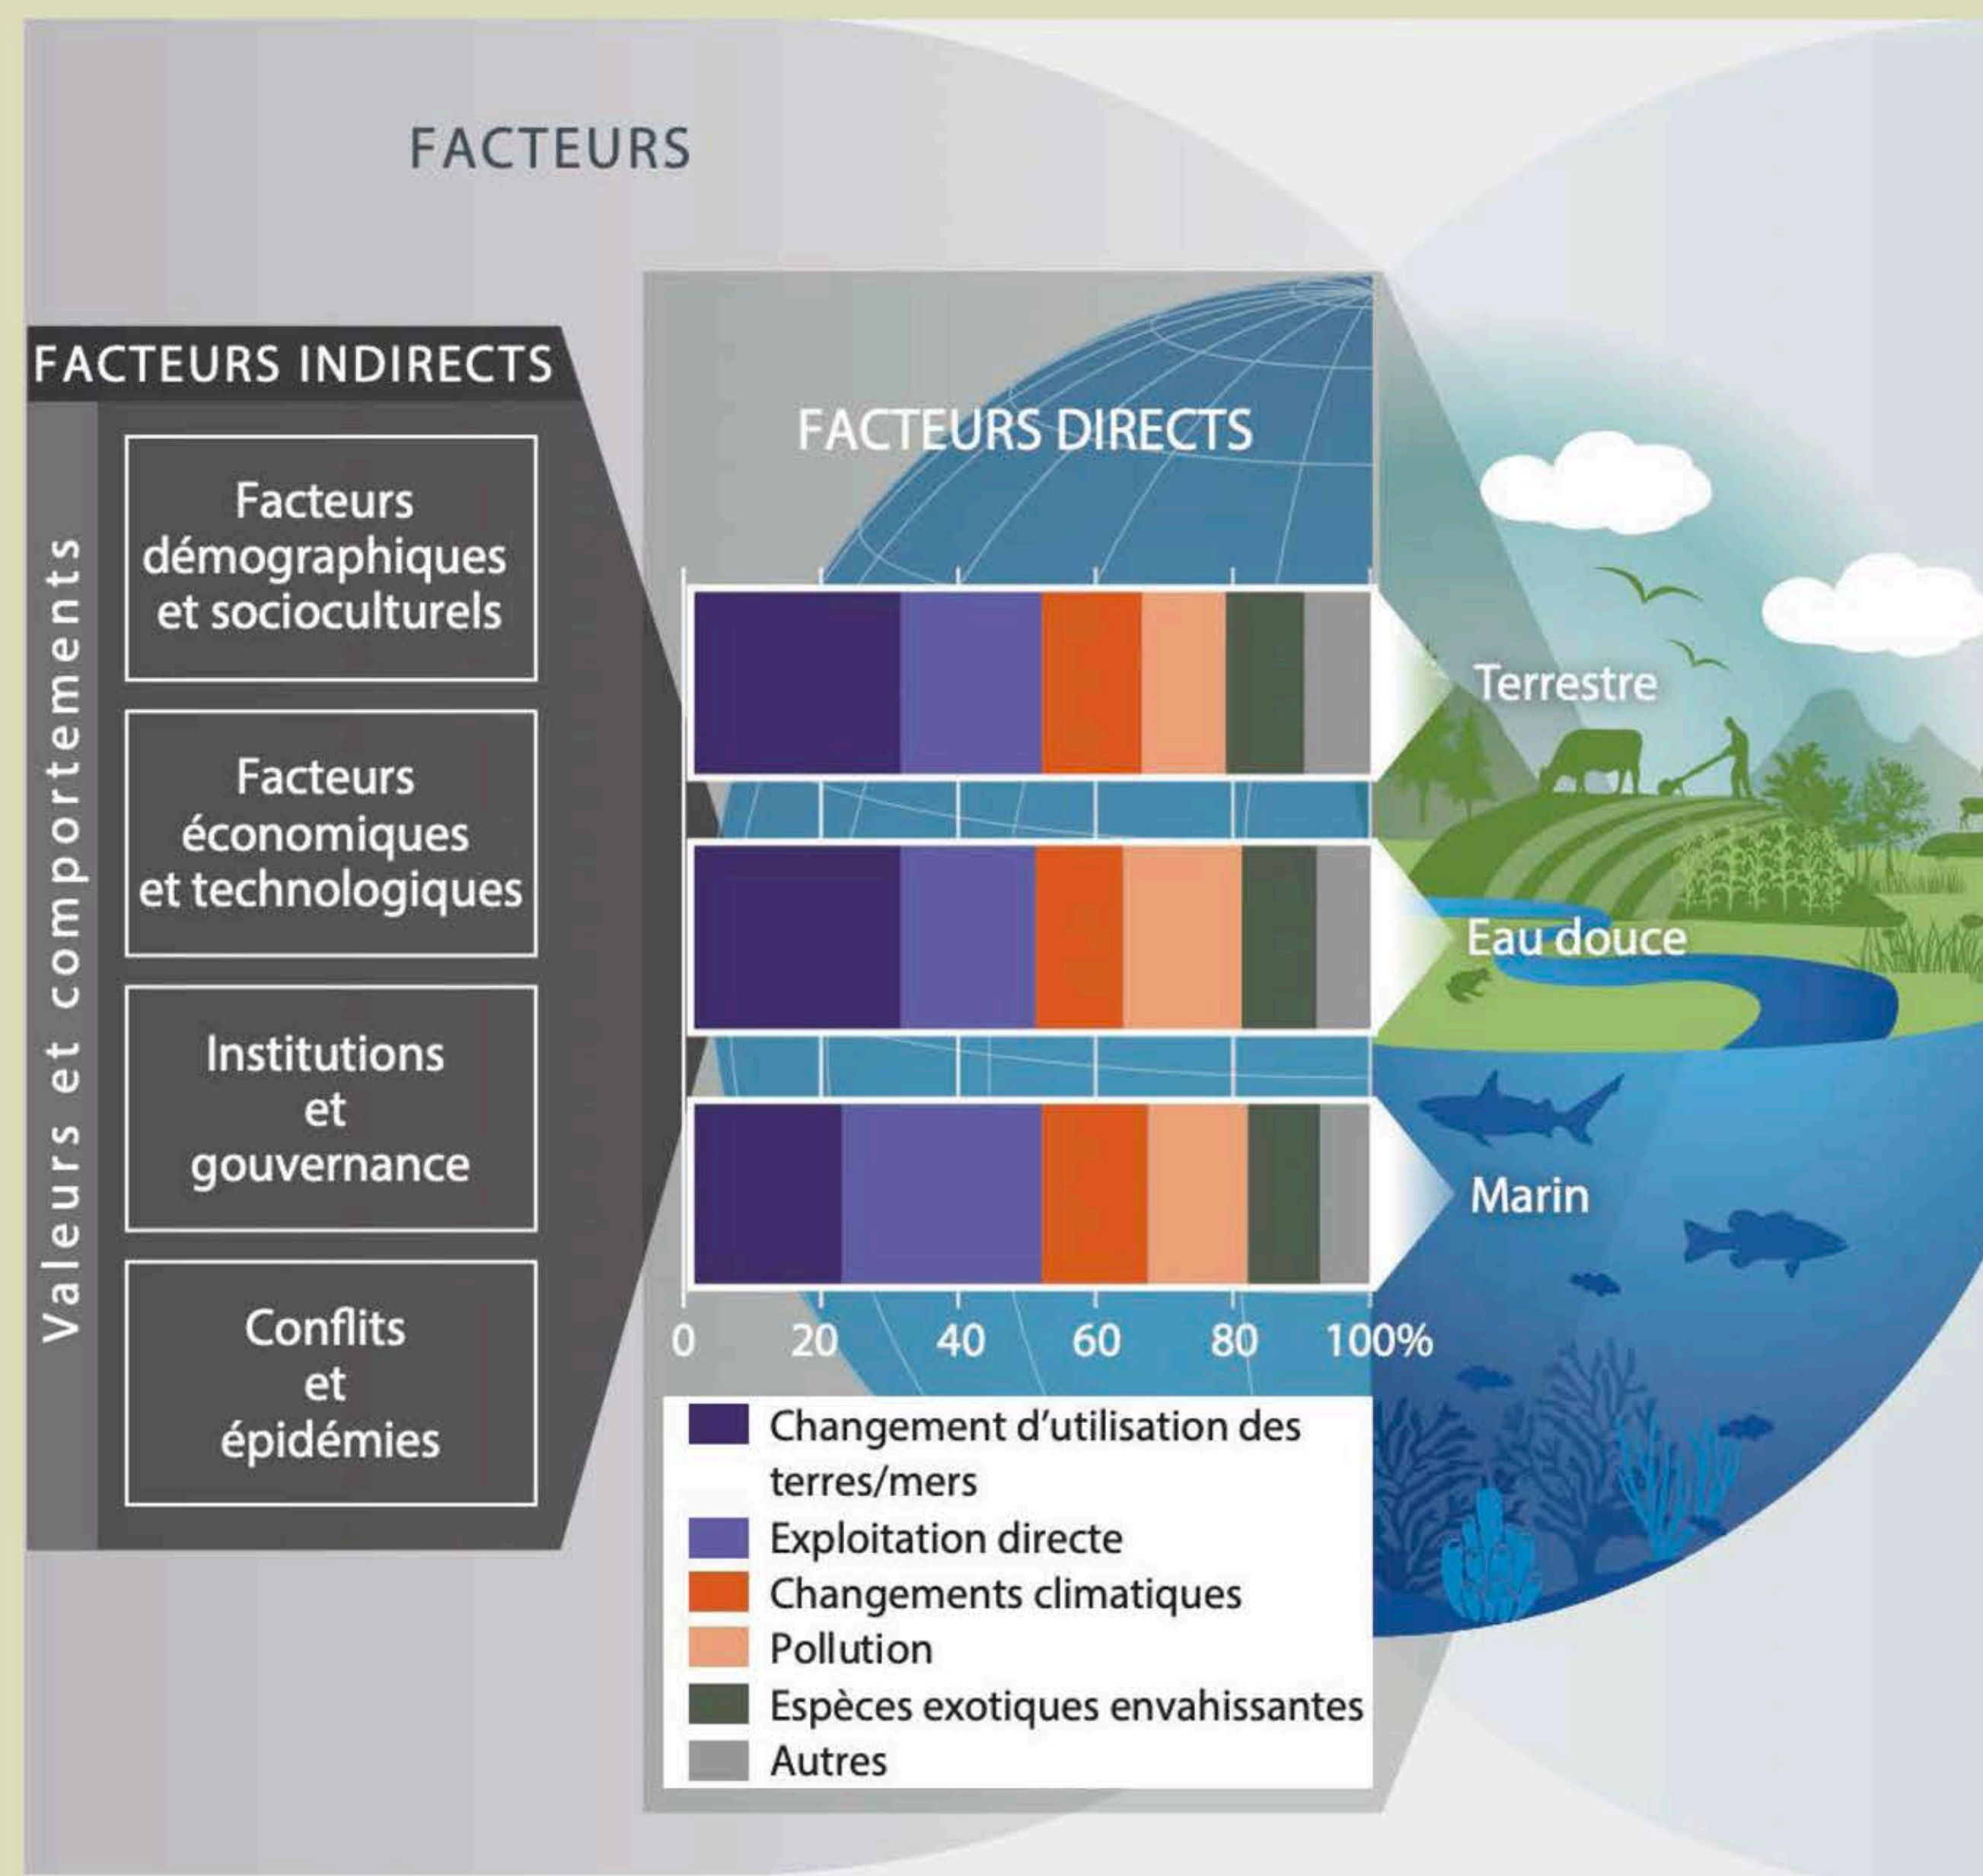 FACTEURS
FACTEURS INDIRECTS
Valeurs et comportements
Facteurs
démographiques
et socioculturels
Facteurs
économiques
et technologiques
Institutions
et
gouvernance
Conflits
et
épidémies
FACTEURS DIRECTS
Terrestre
Eau douce
Marin
0 20 40 60 80 100%
Changement d’utilisation des
terres/mers
Exploitation directe
Changements climatiques
Pollution
Espèces exotiques envahissantes
Autres